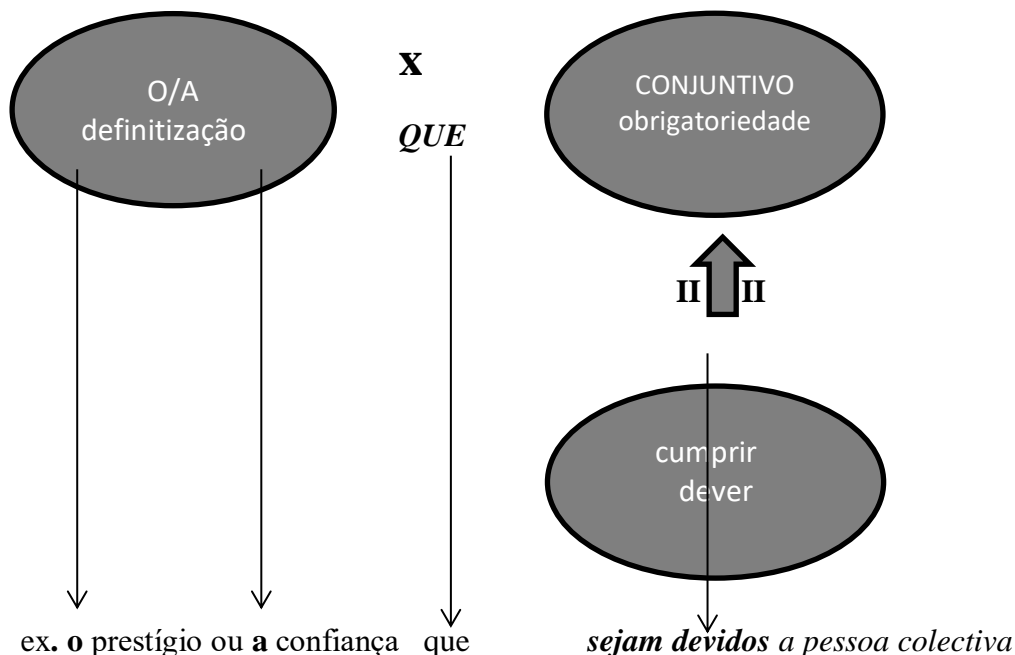 O/A
definitização
x
QUE
CONJUNTIVO
obrigatoriedade
II II
cumprir
dever
ex. o prestígio ou a confiança que sejam devidos a pessoa colectiva